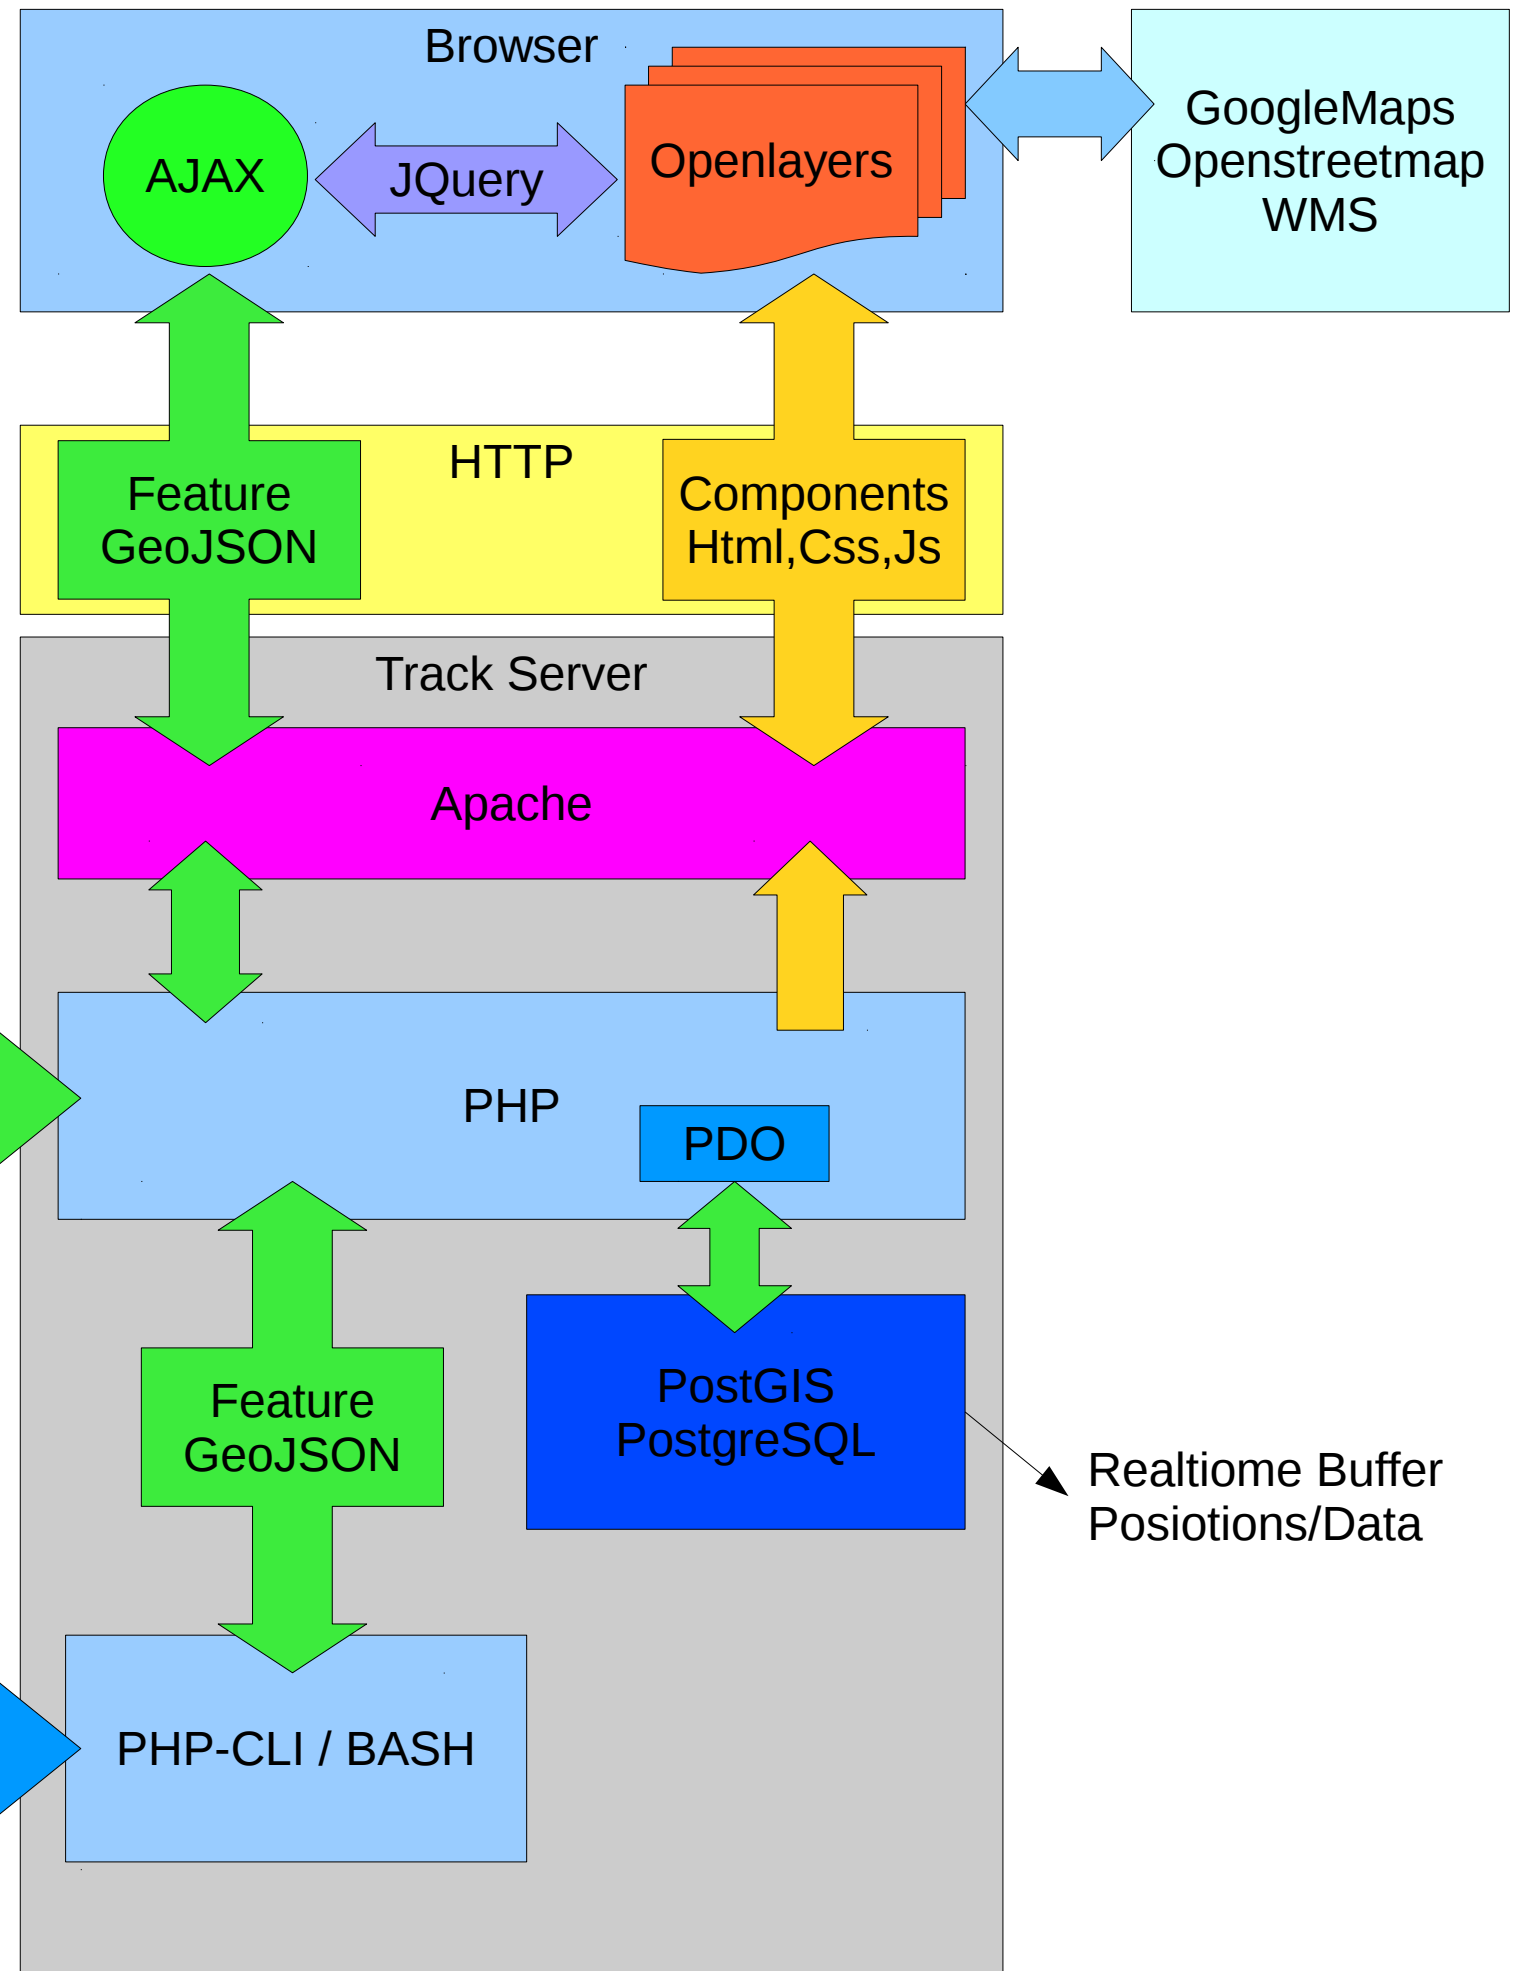 Browser
AJAX
JQuery
Openlayers
GoogleMaps
Openstreetmap
WMS
HTTP
Feature
GeoJSON
Components
Html,Css,Js
Track Server
Apache
PHP
PDO
PostGIS
PostgreSQL
Feature
GeoJSON
Realtiome Buffer
Posiotions/Data
PHP-CLI / BASH